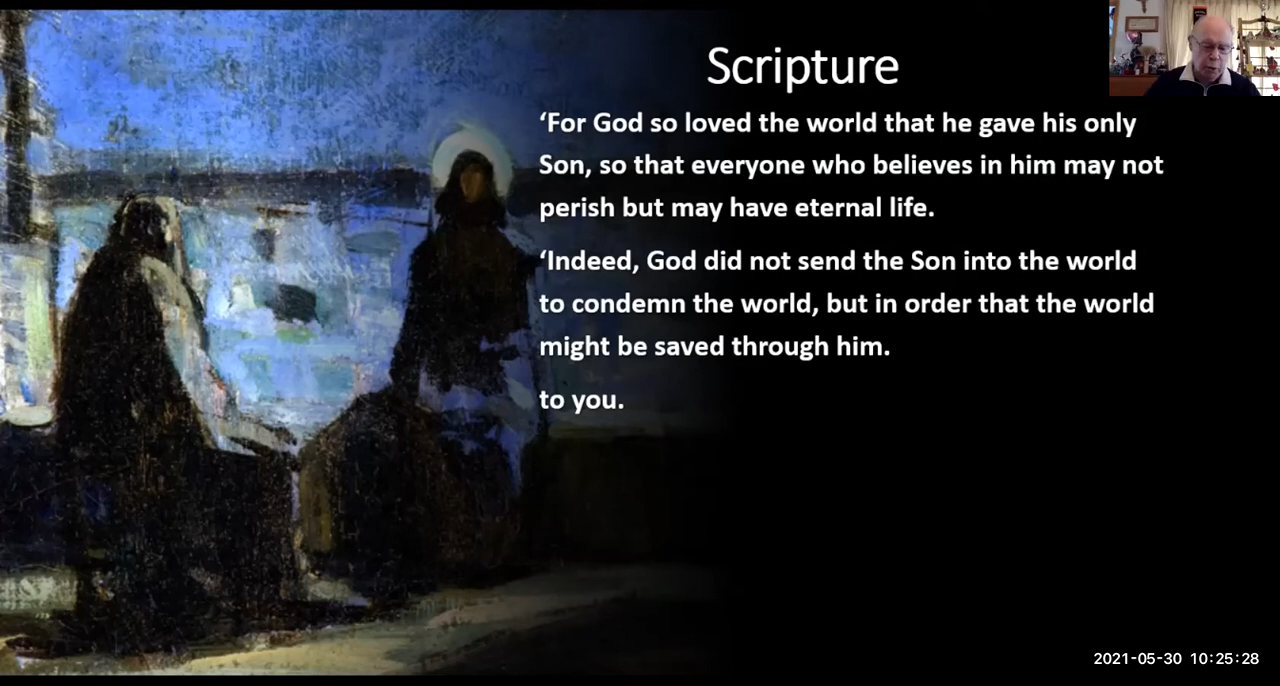 Scripture
‘For God so loved the world that he gave his only
Son, so that everyone who believes in him may not
perish but may have eternal life.
‘Indeed, God did not send the Son into the world
to condemn the world, but in order that the world
might be saved through him.
to you.
2021-05-30 10:25:28